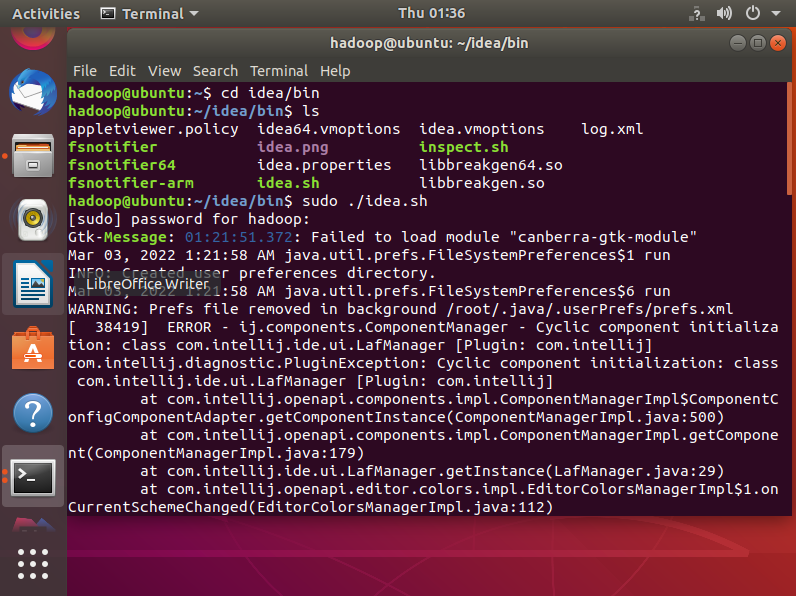 Activities Terminal Thu 01:36
hadoop@ubuntu: ~/idea/bin
File Edit View Search Terminal Help
hadoop@ubuntu:~$ cd idea/bin
hadoop@ubuntu:~/idea/bin$ ls
appletviewer.policy idea64.vmoptions idea.vmoptions log.xml
fsnotifier idea.png inspect.sh
fsnotifier64 idea.properties libbreakgen64.so
fsnotifier-arm idea.sh libbreakgen.so
hadoop@ubuntu:~/idea/bin$ sudo ./idea.sh
[sudo] password for hadoop:
Gtk-Message: 01:21:58.372: Failed to load module "canberra-gtk-module"
Mar 03, 2022 1:21:58 AM java.util.prefs.FileSystemPreferences$1 run
INFO: Created user preferences directory.
LibreOffice Writer
Mar 03, 2022 1:21:58 AM java.util.prefs.FileSystemPreferences$6 run
WARNING: Prefs file removed in background /root/.java/.userPrefs/prefs.xml
[  38419]  ERROR - ij.components.ComponentManager - Cyclic component initializa
tion: class com.intellij.ide.ui.LafManager [Plugin: com.intellij]
com.intellij.diagnostic.PluginException: Cyclic component initialization: class
com.intellij.ide.ui.LafManager [Plugin: com.intellij]
at com.intellij.openapi.components.impl.ComponentManagerImpl$ComponentC
onfigComponentAdapter.getComponentInstance(ComponentManagerImpl.java:500)
at com.intellij.openapi.components.impl.ComponentManagerImpl.getCompone
nt(ComponentManagerImpl.java:179)
at com.intellij.ide.ui.LafManager.getInstance(LafManager.java:29)
at com.intellij.openapi.editor.colors.impl.EditorColorsManagerImpl$1.on
CurrentSchemeChanged(EditorColorsManagerImpl.java:112)